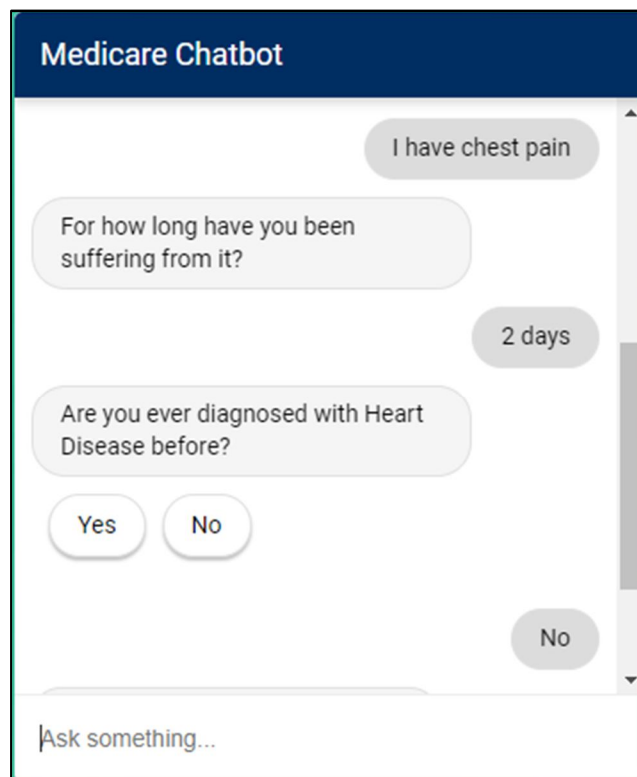 Medicare Chatbot
I have chest pain
For how long have you been
suffering from it?
2 days
Are you ever diagnosed with Heart
Disease before?
Yes No
No
Ask something...